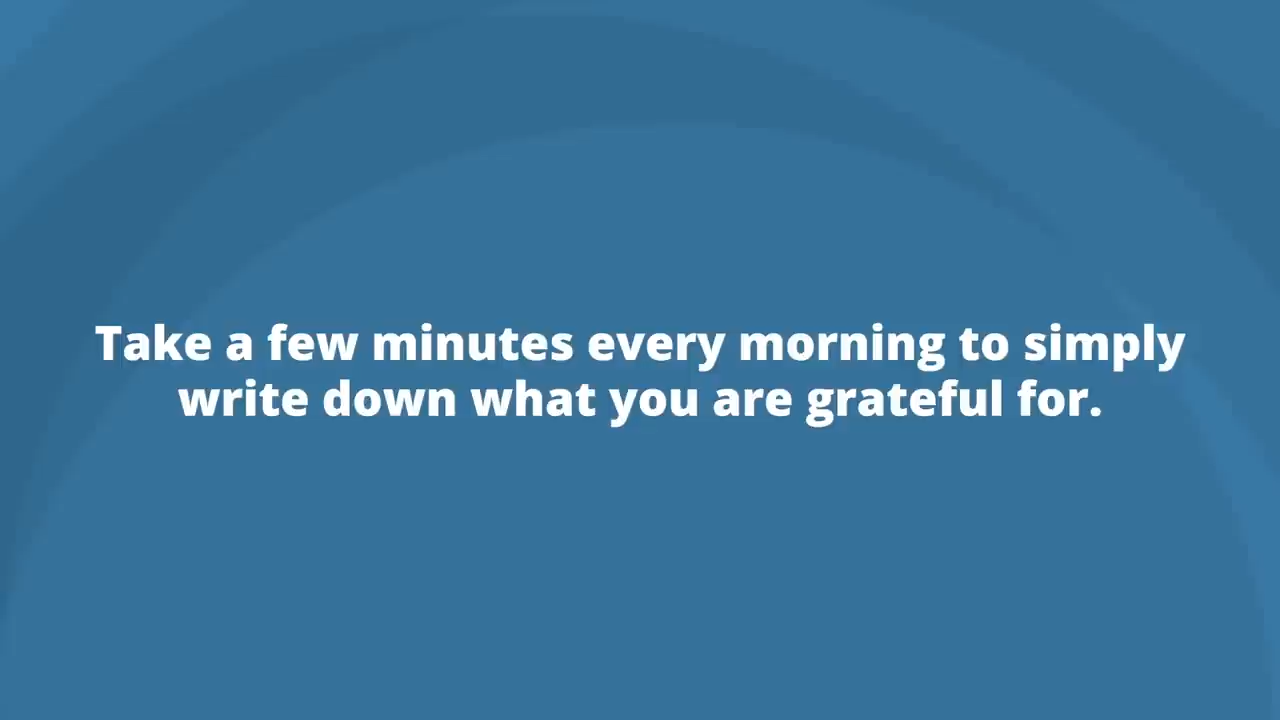 Take a few minutes every morning to simply
write down what you are grateful for.